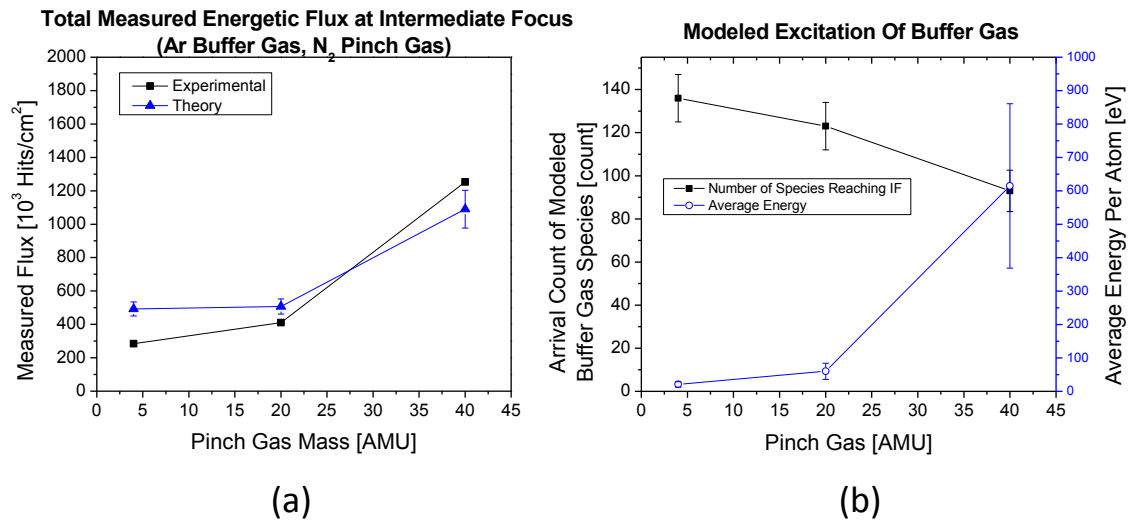 Total Measured Energetic Flux at Intermediate Focus
(Ar Buffer Gas, N2 Pinch Gas)
2000
1800
1600
1400
1200
1000
800
600
400
200
0
Measured Flux [10^3 Hits/cm^2]
Experimental
Theory
0 5 10 15 20 25 30 35 40 45
Pinch Gas Mass [AMU]
(a)
Modeled Excitation Of Buffer Gas
140
120
100
80
60
40
20
0
Arrival Count of Modeled
Buffer Gas Species [count]
Number of Species Reaching IF
Average Energy
1000
900
800
700
600
500
400
300
200
100
0
Average Energy Per Atom [eV]
0 5 10 15 20 25 30 35 40 45
Pinch Gas [AMU]
(b)